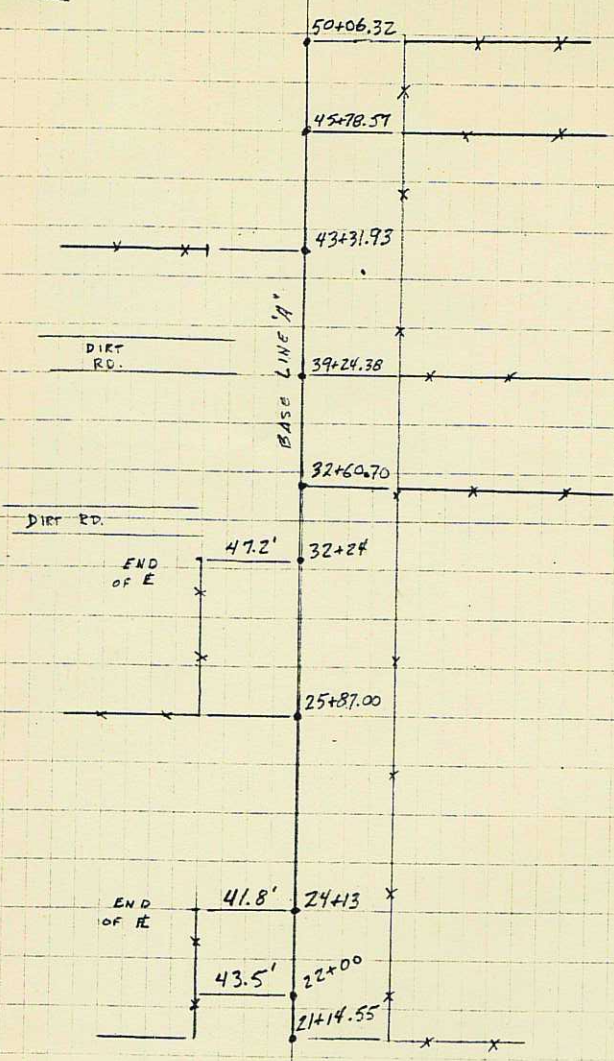 50+06.32
45+78.57
43+31.93
BASE LINE "A"
DIRT
RD.
39+24.38
32+60.70
DIRT RD.
47.2'
32+24
END
OF
25+87.00
END
OF
41.8'
24+13
43.5'
22+00
21+14.55